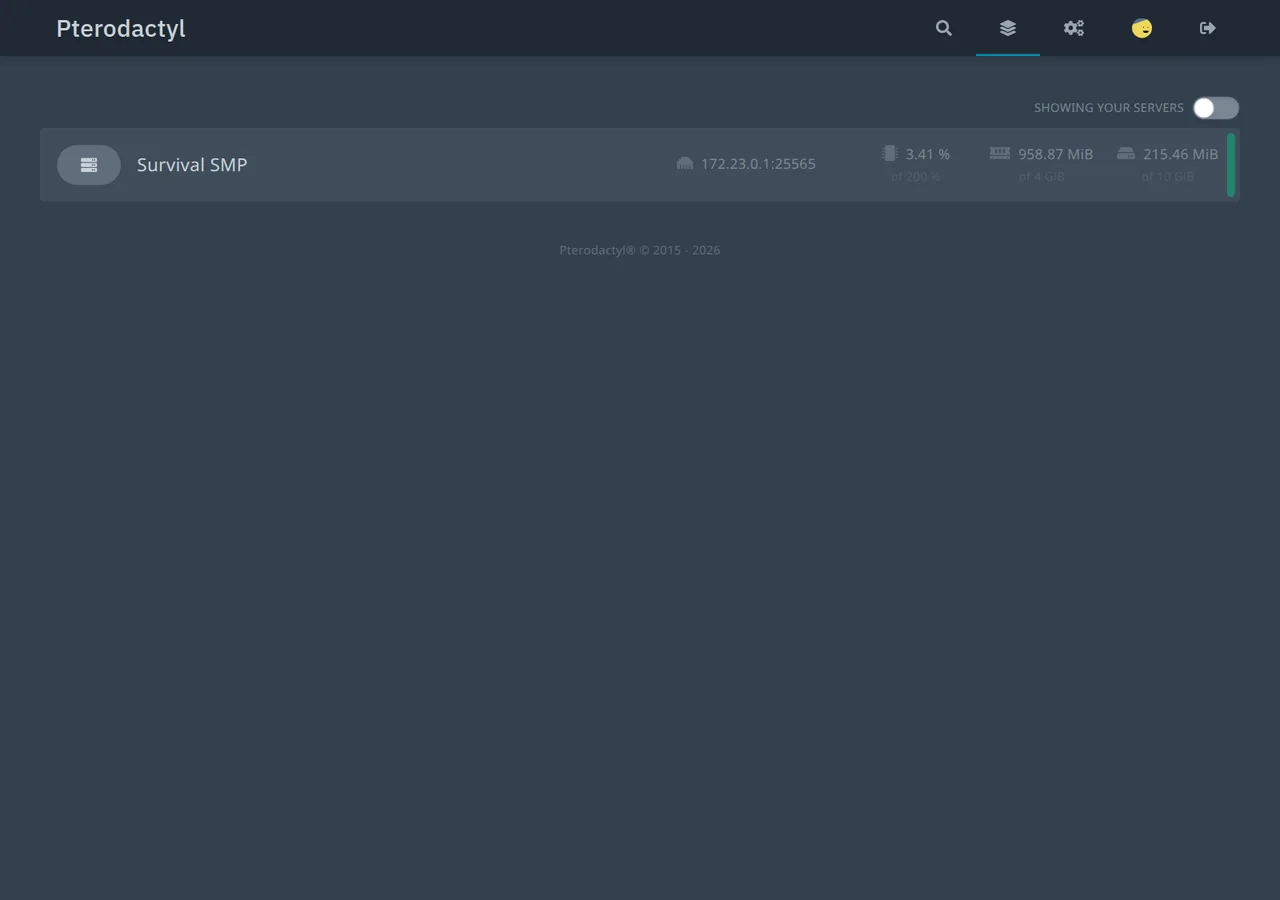 Pterodactyl
SHOWING YOUR SERVERS
Survival SMP
172.23.0.1:25565
3.41 %
of 200 %
958.87 MiB
of 4 GIB
215.46 MiB
of 10 GIB
Pterodactyl® © 2015 - 2026